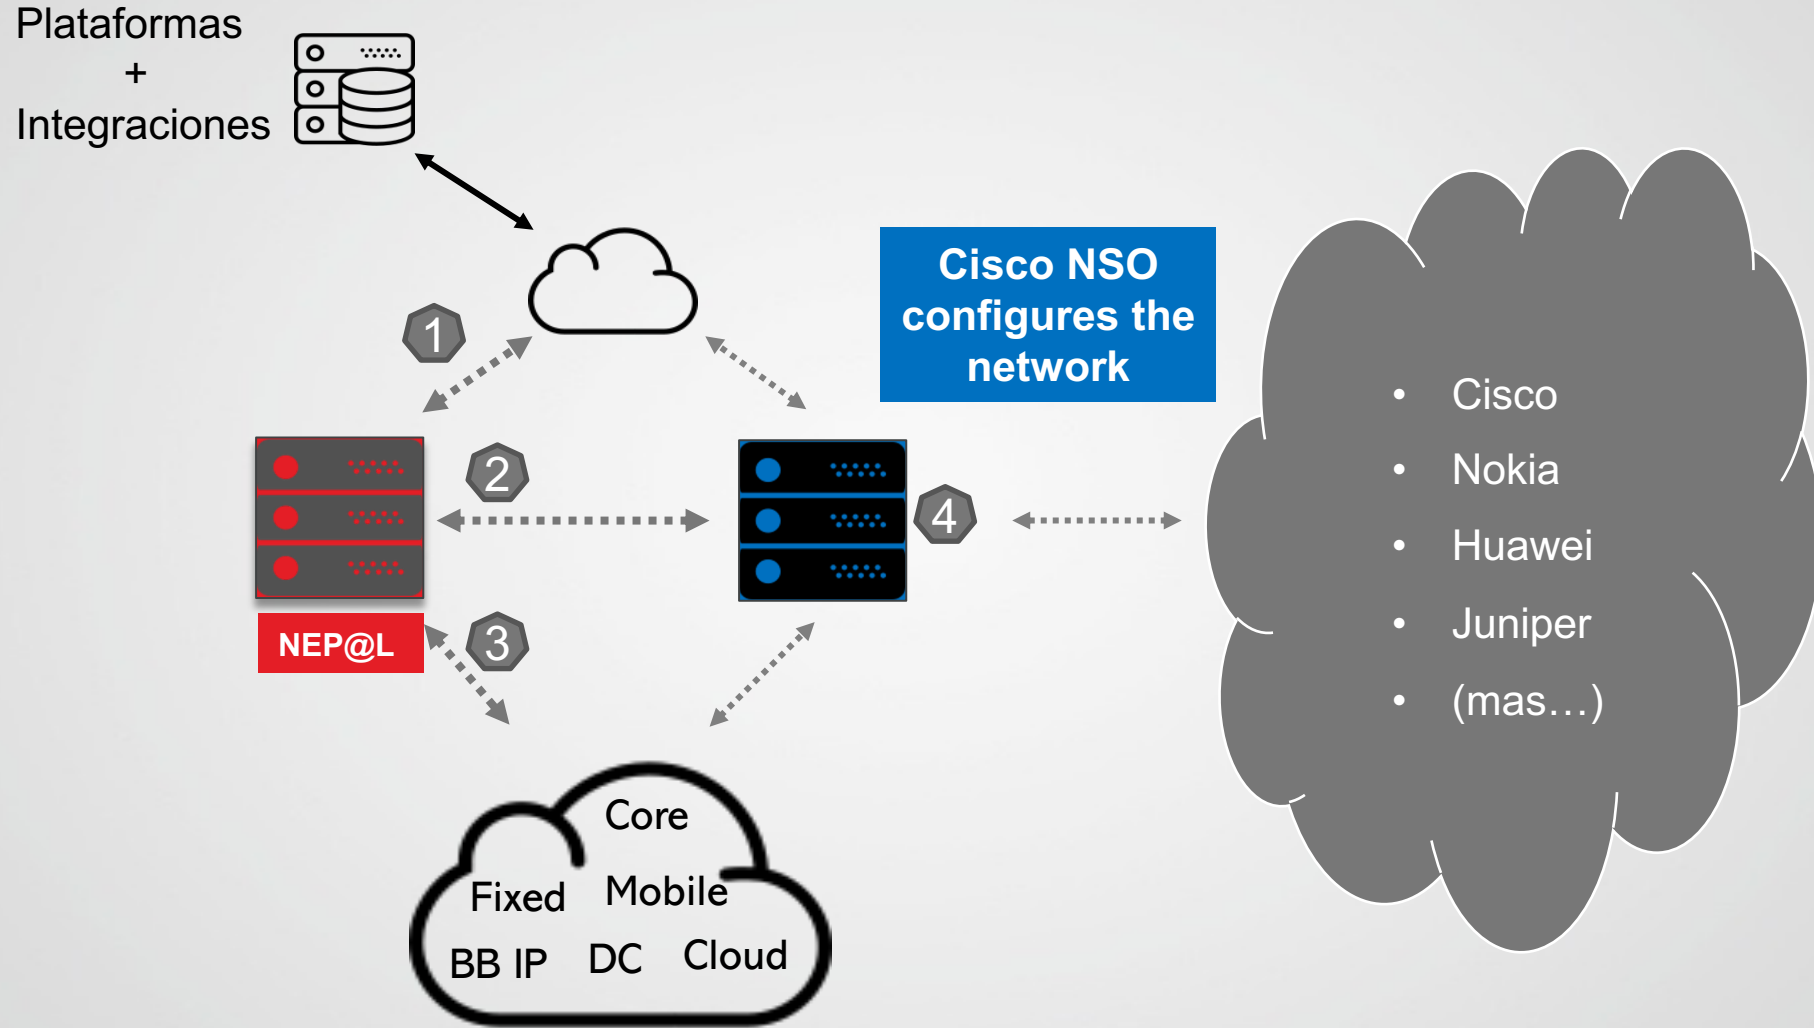 Plataformas
+
Integraciones
Cisco NSO
configures the
network
1
2
3
4
NEP@L
• Cisco
• Nokia
• Huawei
• Juniper
• (mas…)
Core
Fixed Mobile
BB IP DC Cloud